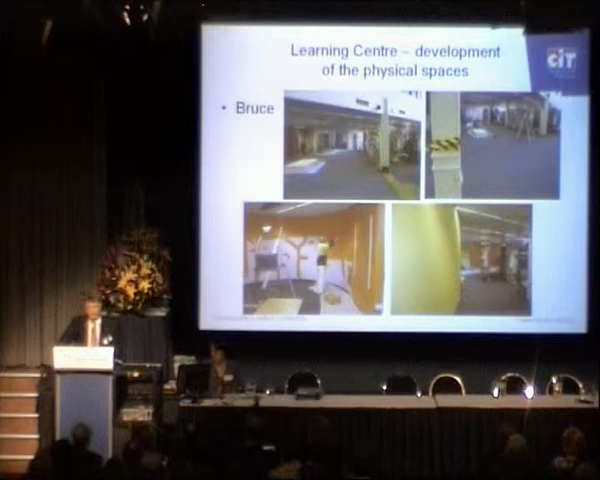 Learning Centre – development
of the physical spaces
CIT
• Bruce